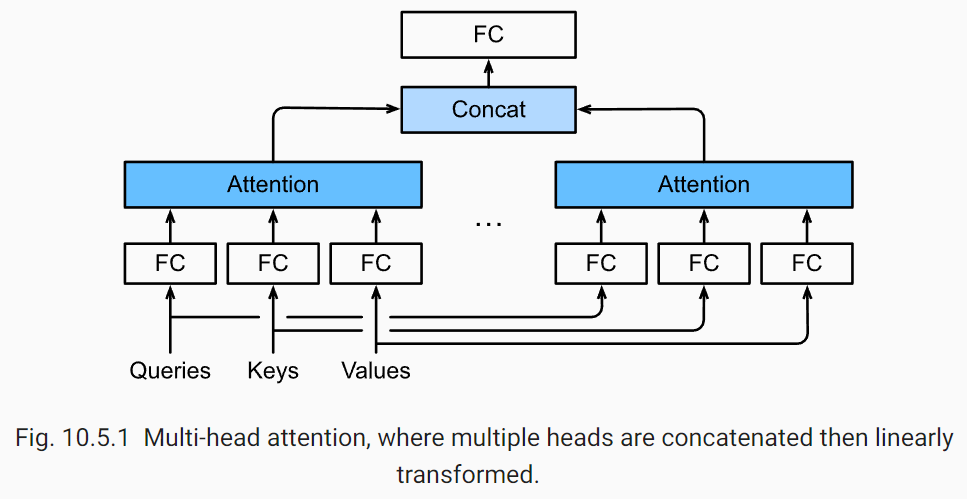 FC
Concat
Attention Attention
...
FC FC FC FC FC FC
Queries Keys Values
Fig. 10.5.1 Multi-head attention, where multiple heads are concatenated then linearly
transformed.